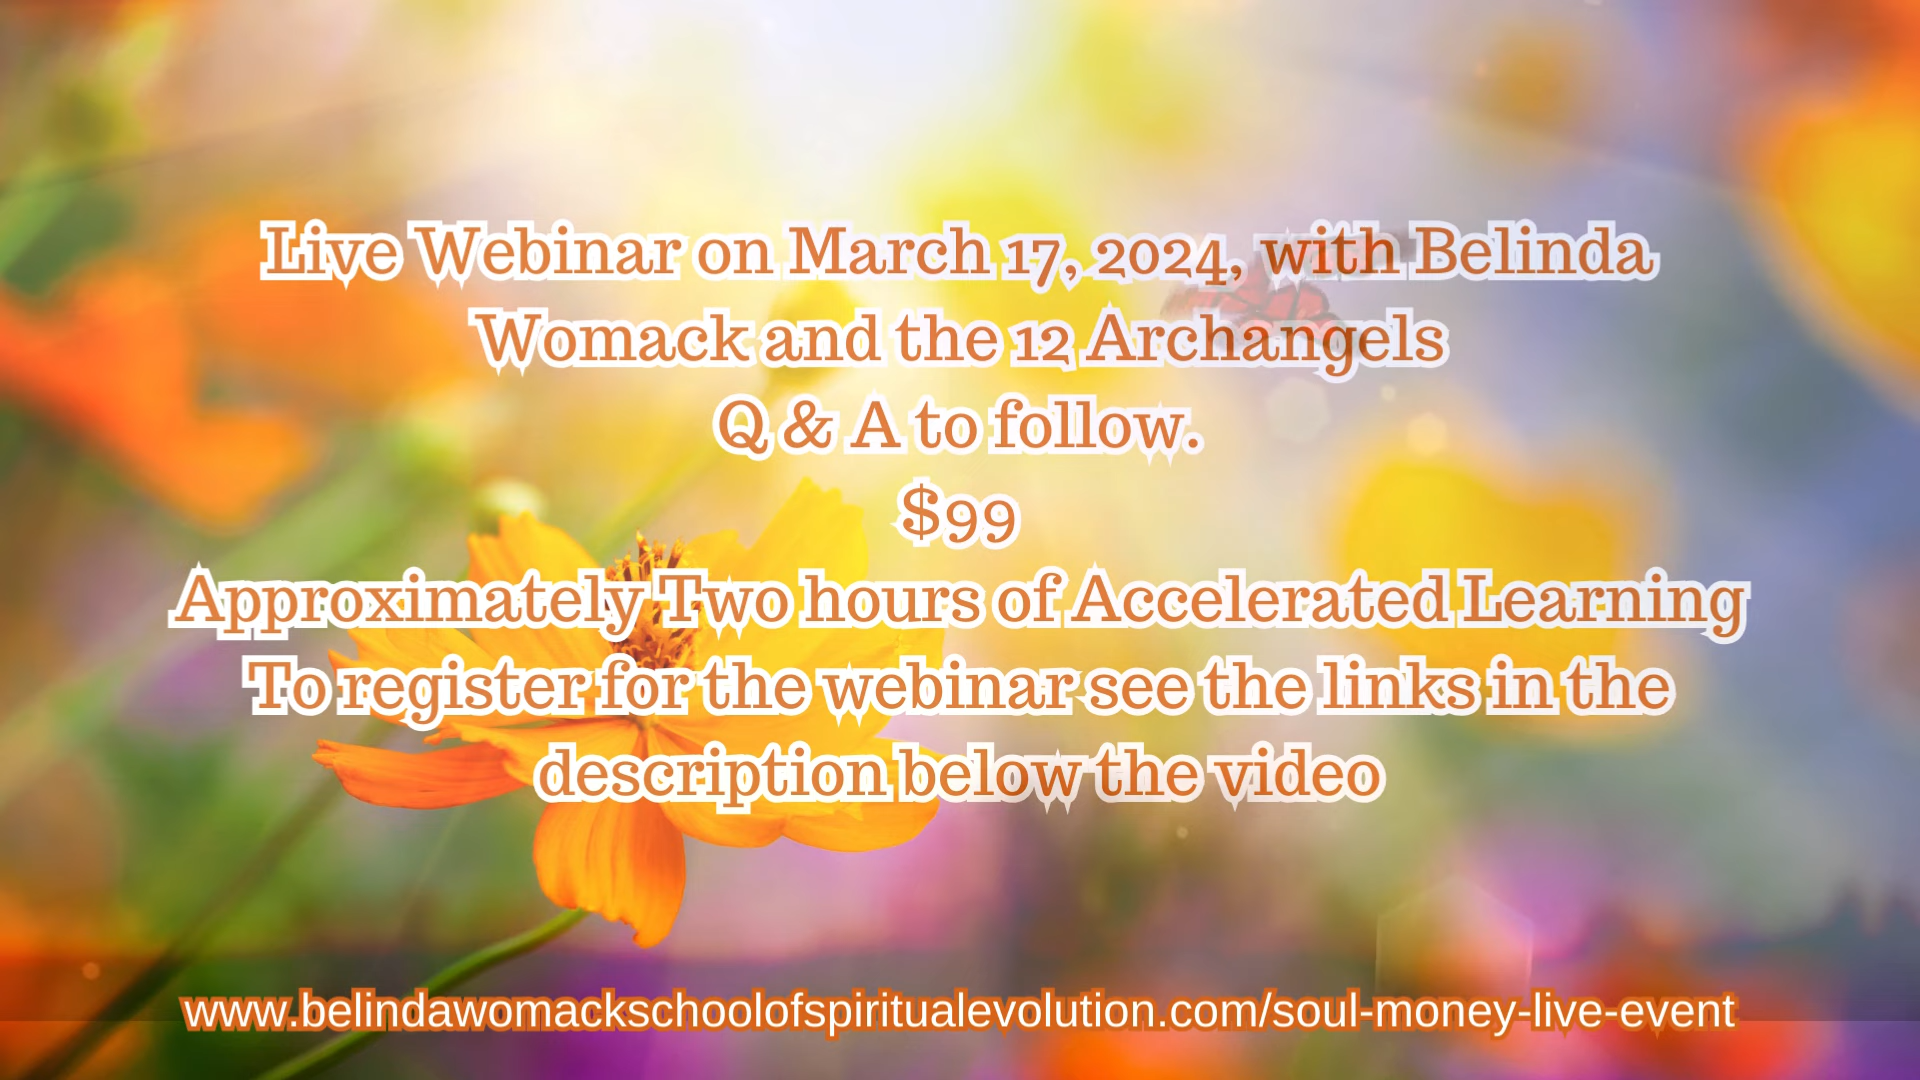 Live Webinar on March 17, 2024, with Belinda
Womack and the 12 Archangels
Q & A to follow.
$99
Approximately Two hours of Accelerated Learning
To register for the webinar see the links in the
description below the video
www.belindawomackschoolofspiritualevolution.com/soul-money-live-event